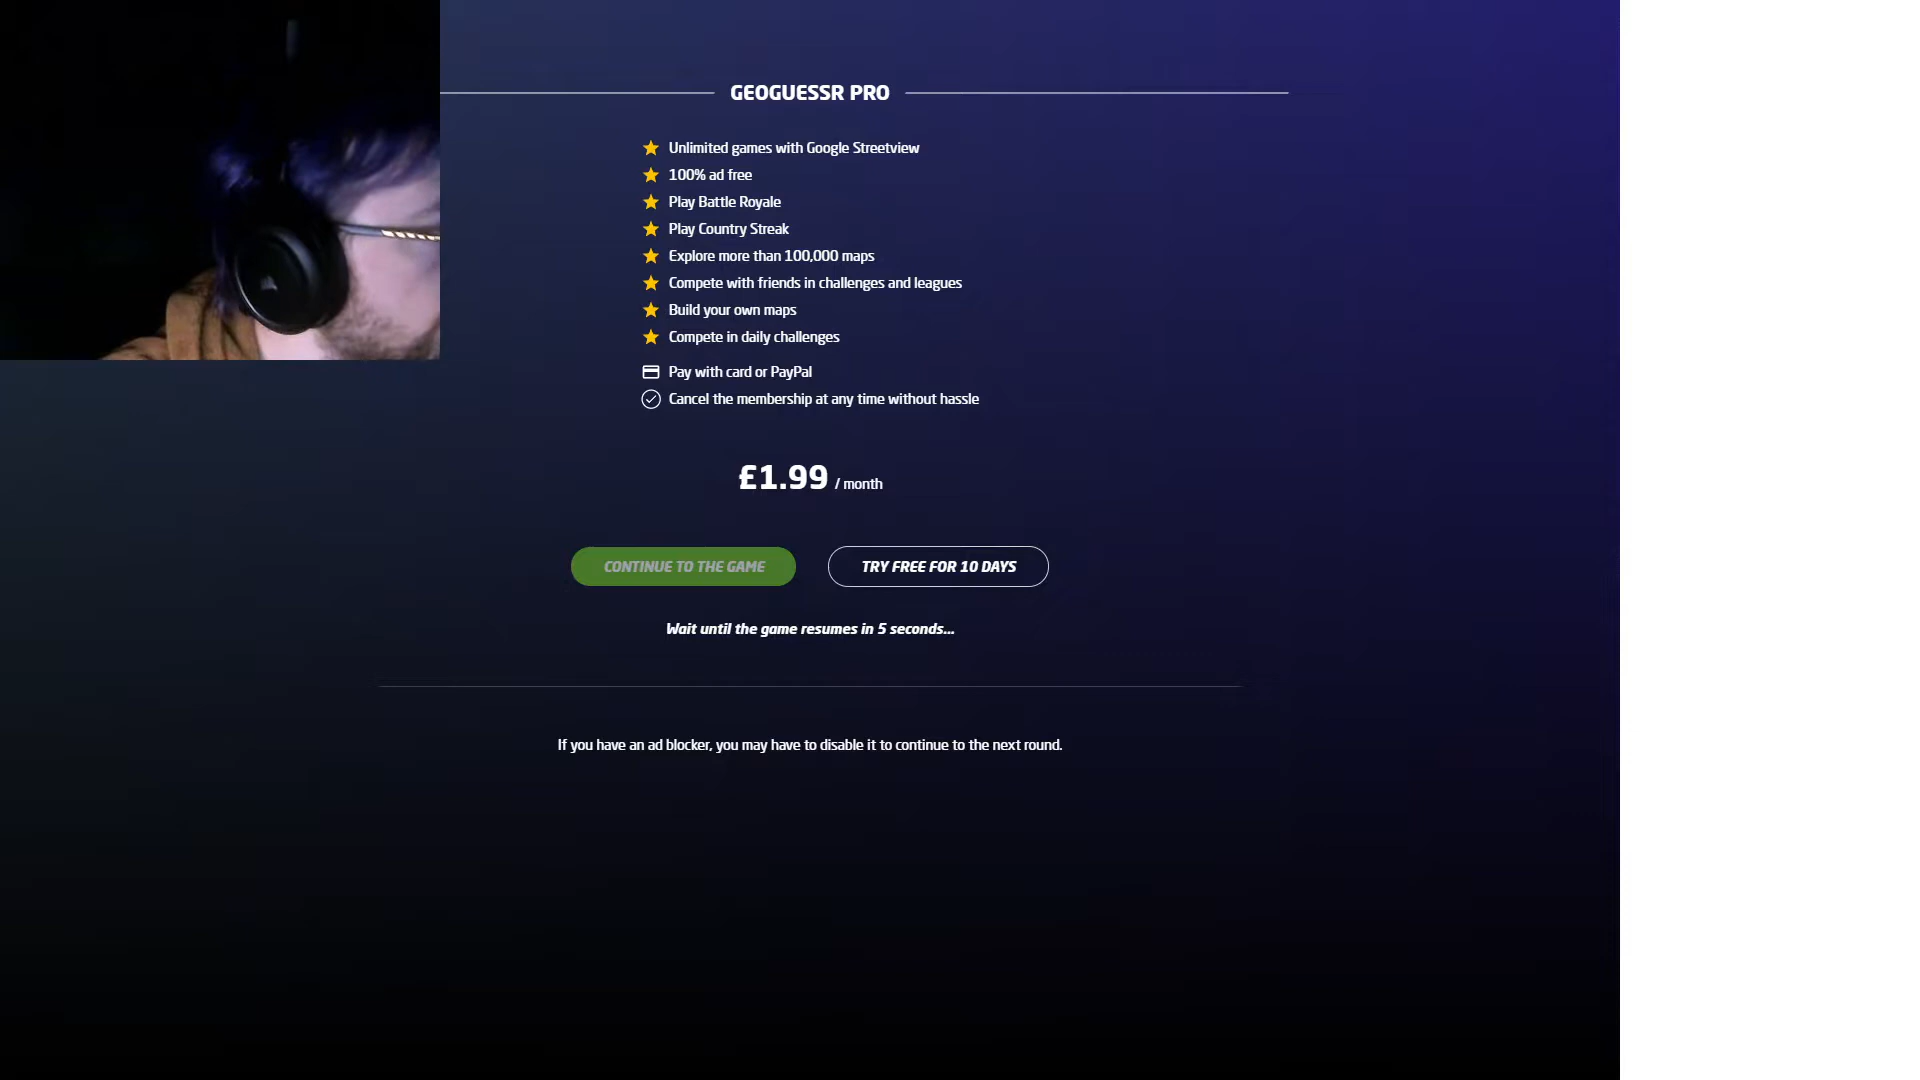 GEOGUESSR PRO
Unlimited games with Google Streetview
100% ad free
Play Battle Royale
Play Country Streak
Explore more than 100,000 maps
Compete with friends in challenges and leagues
Build your own maps
Compete in daily challenges
Pay with card or PayPal
Cancel the membership at any time without hassle
£1.99 / month
CONTINUE TO THE GAME
TRY FREE FOR 10 DAYS
Wait until the game resumes in 5 seconds...
If you have an ad blocker, you may have to disable it to continue to the next round.